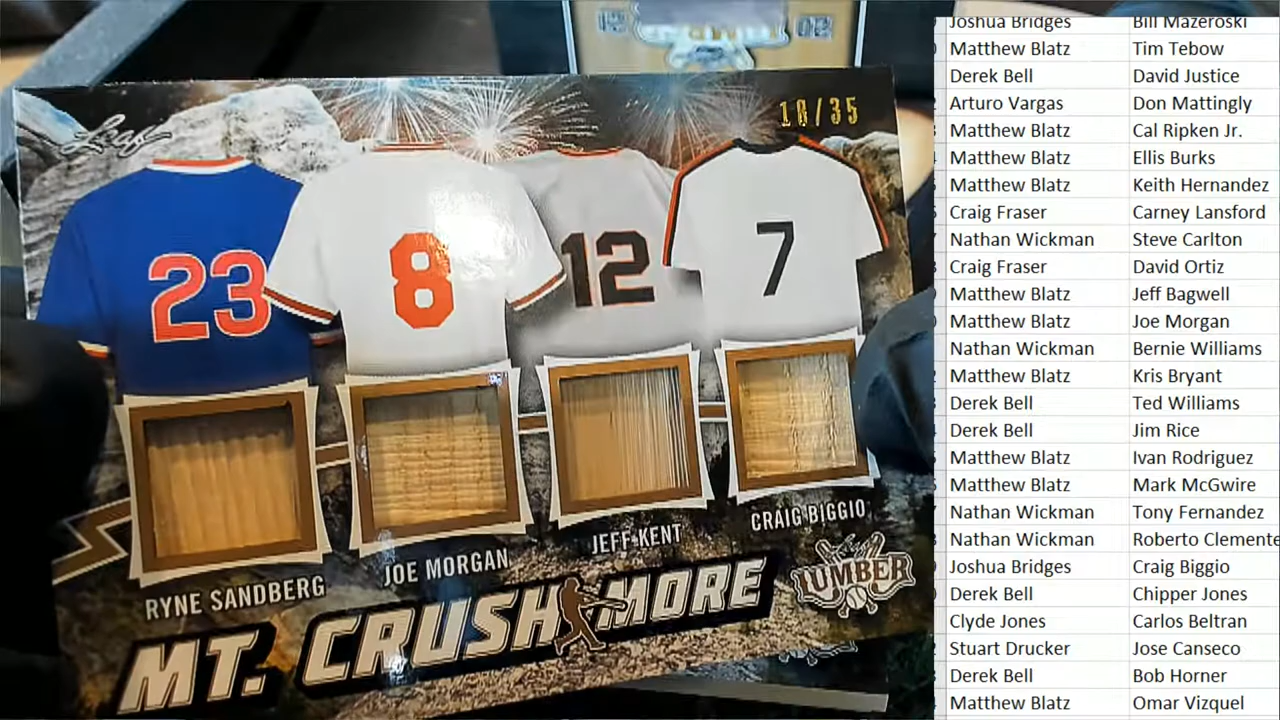 Leaf
18/35
23
8
12
7
RYNE SANDBERG
JOE MORGAN
JEFF KENT
CRAIG BIGGIO
MT. CRUSHMORE
LUMBER
Joshua Bridges Bill Mazeroski
Matthew Blatz Tim Tebow
Derek Bell David Justice
Arturo Vargas Don Mattingly
Matthew Blatz Cal Ripken Jr.
Matthew Blatz Ellis Burks
Matthew Blatz Keith Hernandez
Craig Fraser Carney Lansford
Nathan Wickman Steve Carlton
Craig Fraser David Ortiz
Matthew Blatz Jeff Bagwell
Matthew Blatz Joe Morgan
Nathan Wickman Bernie Williams
Matthew Blatz Kris Bryant
Derek Bell Ted Williams
Derek Bell Jim Rice
Matthew Blatz Ivan Rodriguez
Matthew Blatz Mark McGwire
Nathan Wickman Tony Fernandez
Nathan Wickman Roberto Clemente
Joshua Bridges Craig Biggio
Derek Bell Chipper Jones
Clyde Jones Carlos Beltran
Stuart Drucker Jose Canseco
Derek Bell Bob Horner
Matthew Blatz Omar Vizquel